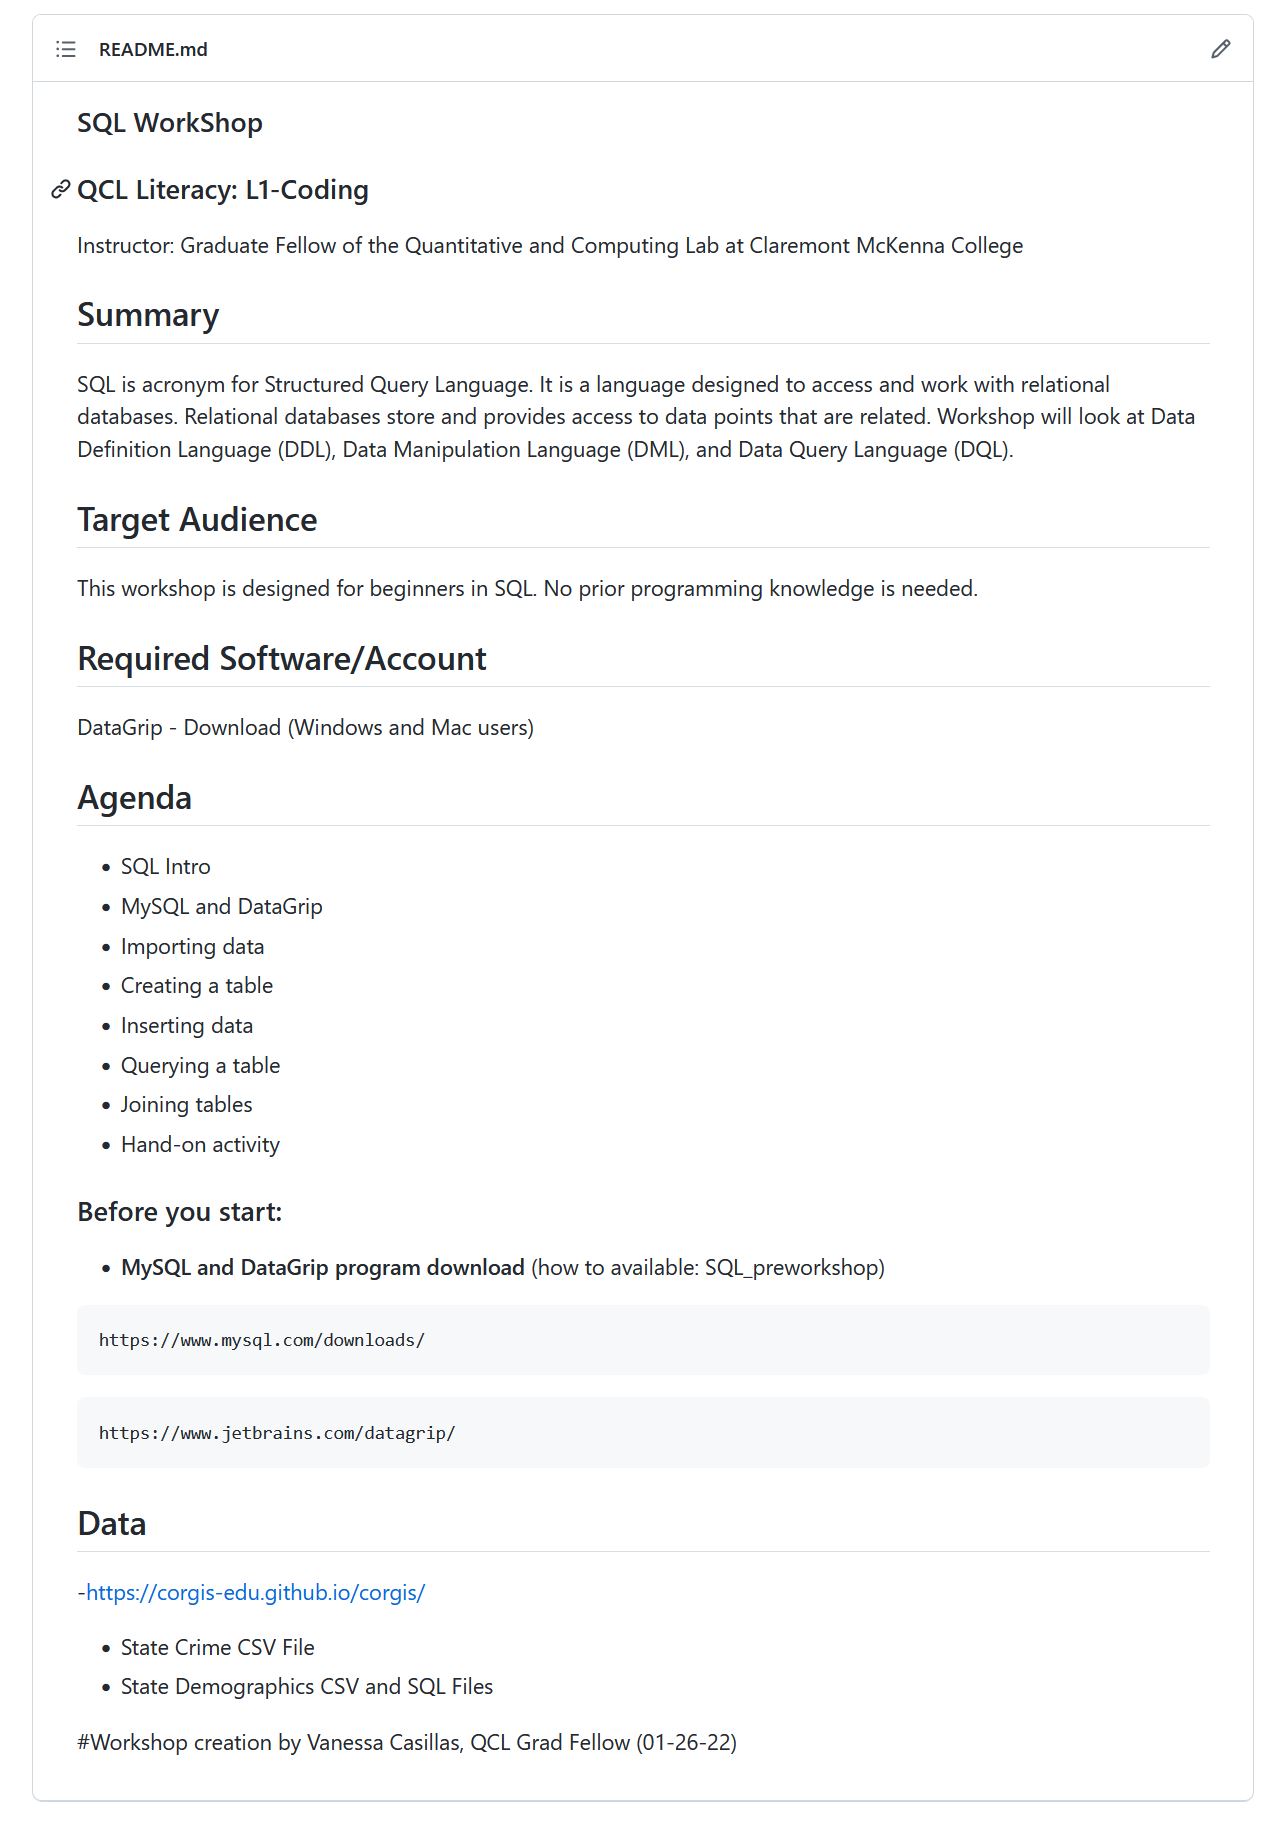 README.md
SQL WorkShop
QCL Literacy: L1-Coding
Instructor: Graduate Fellow of the Quantitative and Computing Lab at Claremont McKenna College
Summary
SQL is acronym for Structured Query Language. It is a language designed to access and work with relational
databases. Relational databases store and provides access to data points that are related. Workshop will look at Data
Definition Language (DDL), Data Manipulation Language (DML), and Data Query Language (DQL).
Target Audience
This workshop is designed for beginners in SQL. No prior programming knowledge is needed.
Required Software/Account
DataGrip - Download (Windows and Mac users)
Agenda
• SQL Intro
• MySQL and DataGrip
• Importing data
• Creating a table
• Inserting data
• Querying a table
• Joining tables
• Hand-on activity
Before you start:
• MySQL and DataGrip program download (how to available: SQL_preworkshop)
https://www.mysql.com/downloads/
https://www.jetbrains.com/datagrip/
Data
-https://corgis-edu.github.io/corgis/
• State Crime CSV File
• State Demographics CSV and SQL Files
#Workshop creation by Vanessa Casillas, QCL Grad Fellow (01-26-22)